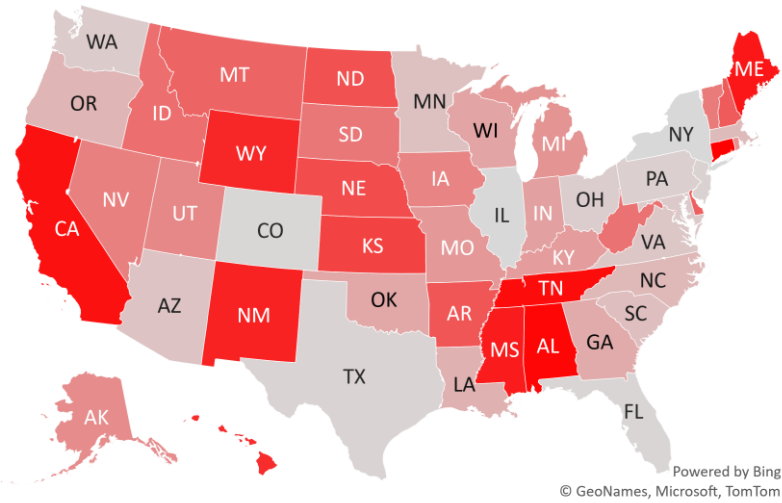 WA
MT
ND
ME
OR
ID
MN
SD
WI
NY
WY
MI
NE
IA
PA
NV
UT
CO
IL
IN
OH
CA
KS
MO
KY
VA
AZ
NM
OK
AR
TN
NC
SC
MS
AL
GA
TX
LA
FL
AK
Powered by Bing
© GeoNames, Microsoft, TomTom